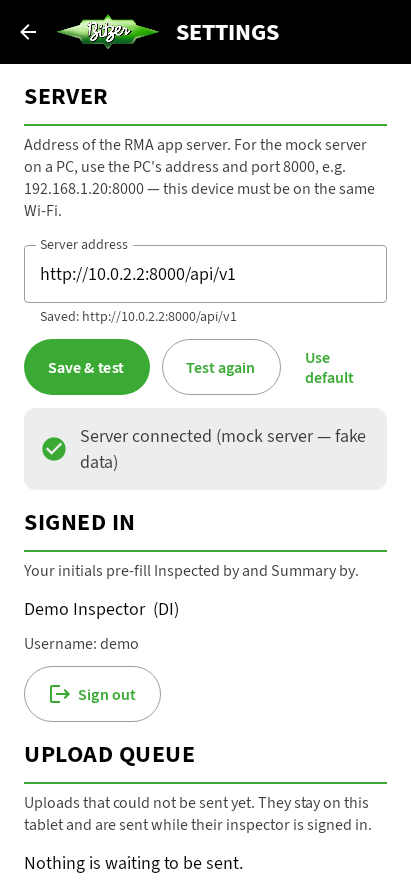 Bitzer
SETTINGS
SERVER
Address of the RMA app server. For the mock server
on a PC, use the PC's address and port 8000, e.g.
192.168.1.20:8000 — this device must be on the same
Wi-Fi.
Server address
http://10.0.2.2:8000/api/v1
Saved: http://10.0.2.2:8000/api/v1
Save & test
Test again
Use
default
Server connected (mock server — fake
data)
SIGNED IN
Your initials pre-fill Inspected by and Summary by.
Demo Inspector (DI)
Username: demo
Sign out
UPLOAD QUEUE
Uploads that could not be sent yet. They stay on this
tablet and are sent while their inspector is signed in.
Nothing is waiting to be sent.